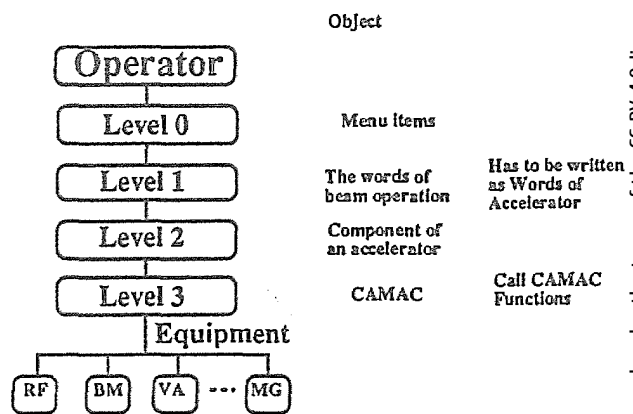 Object
Operator
Level 0
Menu items
Level 1
The words of
beam operation
Has to be written
as Words of
Accelerator
Level 2
Component of
an accelerator
Level 3
CAMAC
Call CAMAC
Functions
Equipment
RF
BM
VA
...
MG